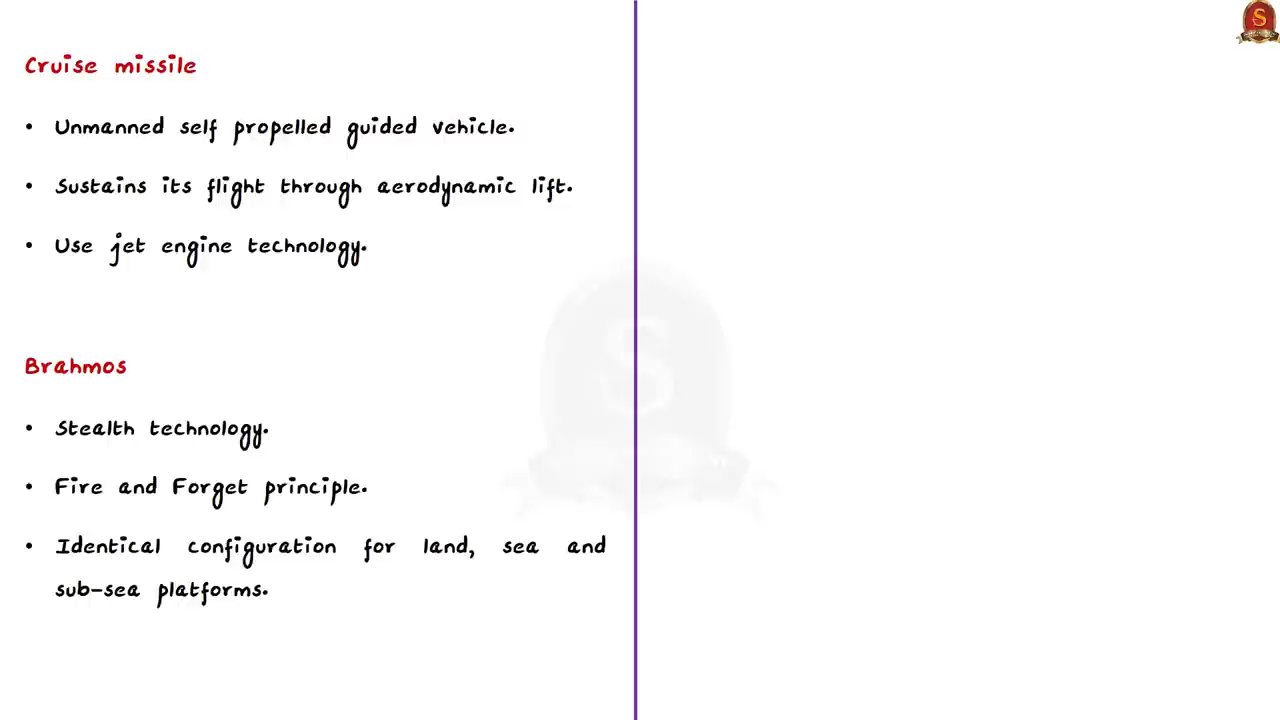 Cruise missile
• Unmanned self propelled guided vehicle.
• Sustains its flight through aerodynamic lift.
• Use jet engine technology.
Brahmos
• Stealth technology.
• Fire and Forget principle.
• Identical configuration for land, sea and
sub-sea platforms.
S
S